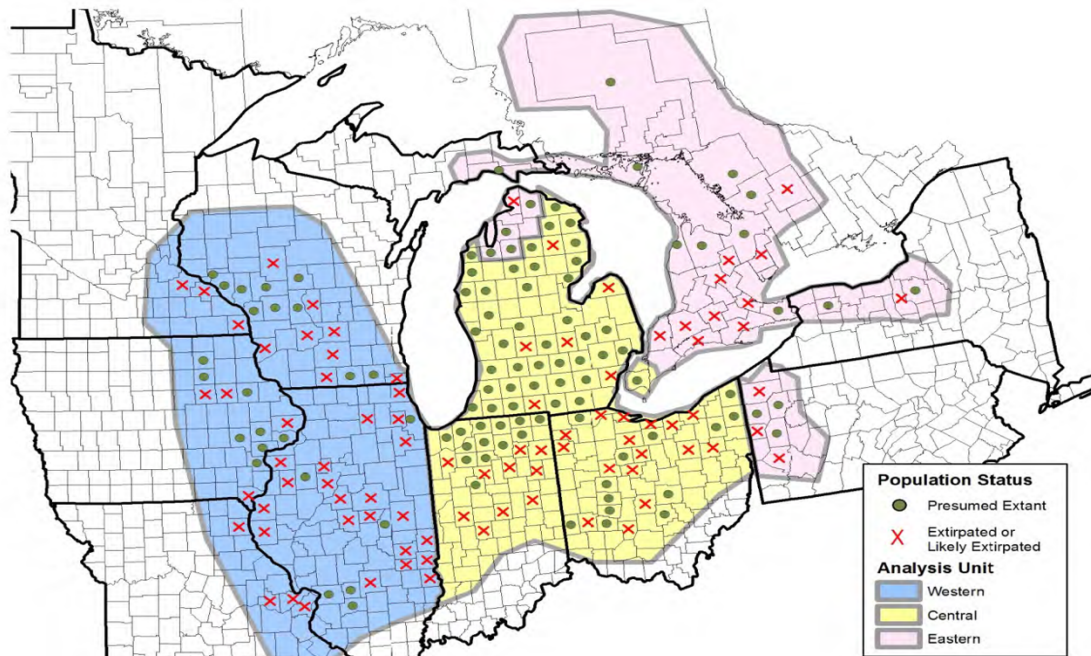 Population Status
Presumed Extant
Extirpated or
Likely Extirpated
Analysis Unit
Western
Central
Eastern